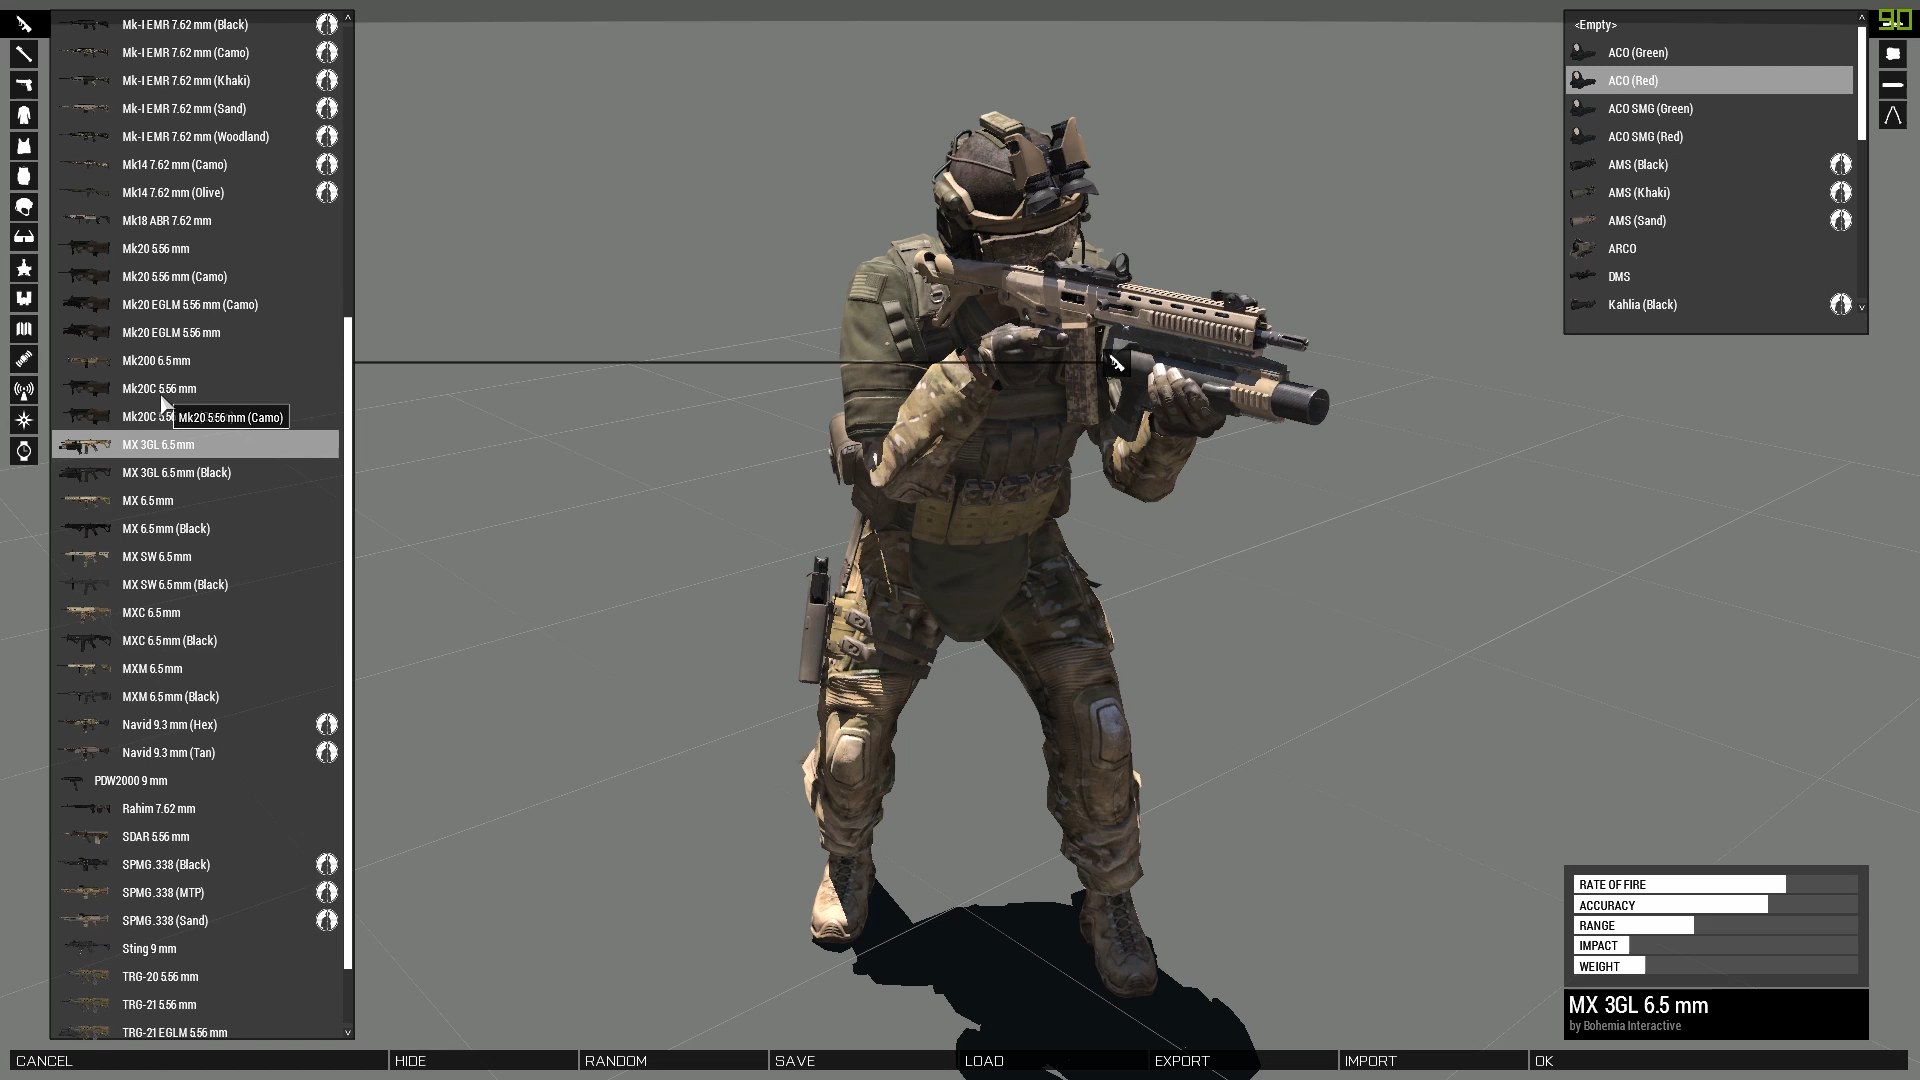 Mk-I EMR 7.62 mm (Black)
Mk-I EMR 7.62 mm (Camo)
Mk-I EMR 7.62 mm (Khaki)
Mk-I EMR 7.62 mm (Sand)
Mk-I EMR 7.62 mm (Woodland)
Mk14 7.62 mm (Camo)
Mk14 7.62 mm (Olive)
Mk18 ABR 7.62 mm
Mk20 5.56 mm
Mk20 5.56 mm (Camo)
Mk20 EGLM 5.56 mm (Camo)
Mk20 EGLM 5.56 mm
Mk200 6.5 mm
Mk20C 5.56 mm
Mk20C 5.56
Mk20 5.56 mm (Camo)
MX 3GL 6.5 mm
MX 3GL 6.5 mm (Black)
MX 6.5 mm
MX 6.5 mm (Black)
MX SW 6.5 mm
MX SW 6.5 mm (Black)
MXC 6.5 mm
MXC 6.5 mm (Black)
MXM 6.5 mm
MXM 6.5 mm (Black)
Navid 9.3 mm (Hex)
Navid 9.3 mm (Tan)
PDW2000 9 mm
Rahim 7.62 mm
SDAR 5.56 mm
SPMG .338 (Black)
SPMG .338 (MTP)
SPMG .338 (Sand)
Sting 9 mm
TRG-20 5.56 mm
TRG-21 5.56 mm
TRG-21 EGLM 5.56 mm
<Empty>
ACO (Green)
ACO (Red)
ACO SMG (Green)
ACO SMG (Red)
AMS (Black)
AMS (Khaki)
AMS (Sand)
ARCO
DMS
Kahlia (Black)
90
RATE OF FIRE
ACCURACY
RANGE
IMPACT
WEIGHT
MX 3GL 6.5 mm
by Bohemia Interactive
CANCEL HIDE RANDOM SAVE LOAD EXPORT IMPORT OK